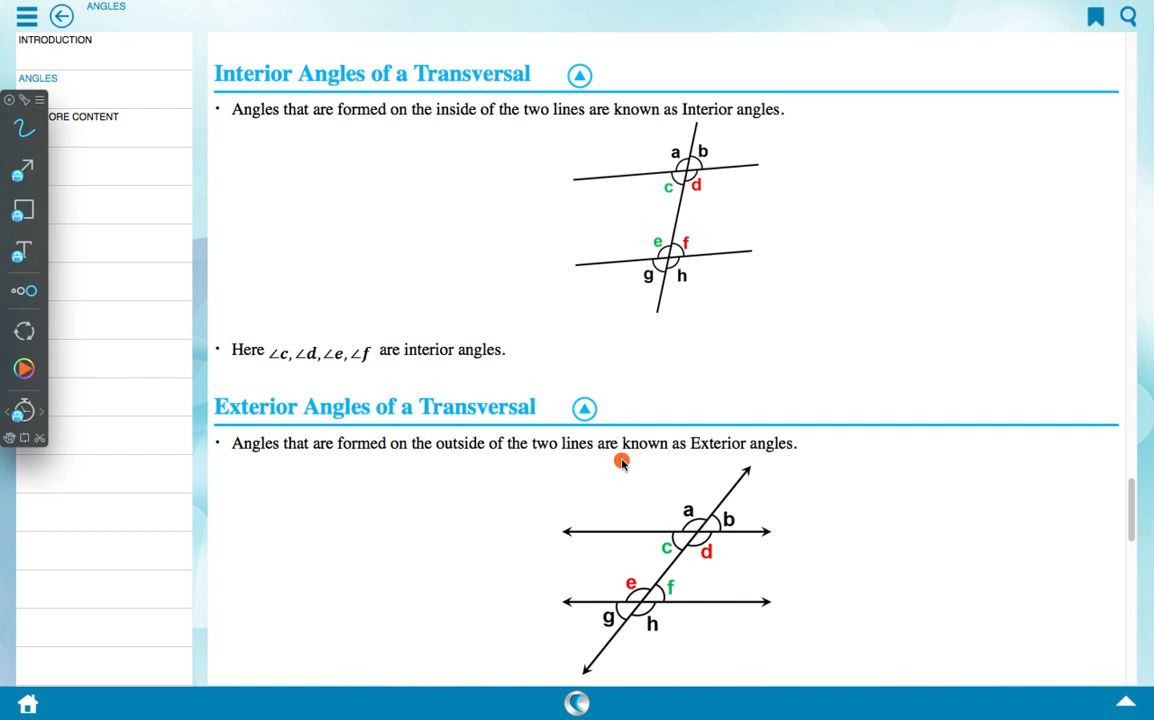 ANGLES
INTRODUCTION
ANGLES
ORE CONTENT
Interior Angles of a Transversal
· Angles that are formed on the inside of the two lines are known as Interior angles.
a b
c d
e f
g h
· Here ∠c,∠d,∠e,∠f are interior angles.
Exterior Angles of a Transversal
· Angles that are formed on the outside of the two lines are known as Exterior angles.
a b
c d
e f
g h